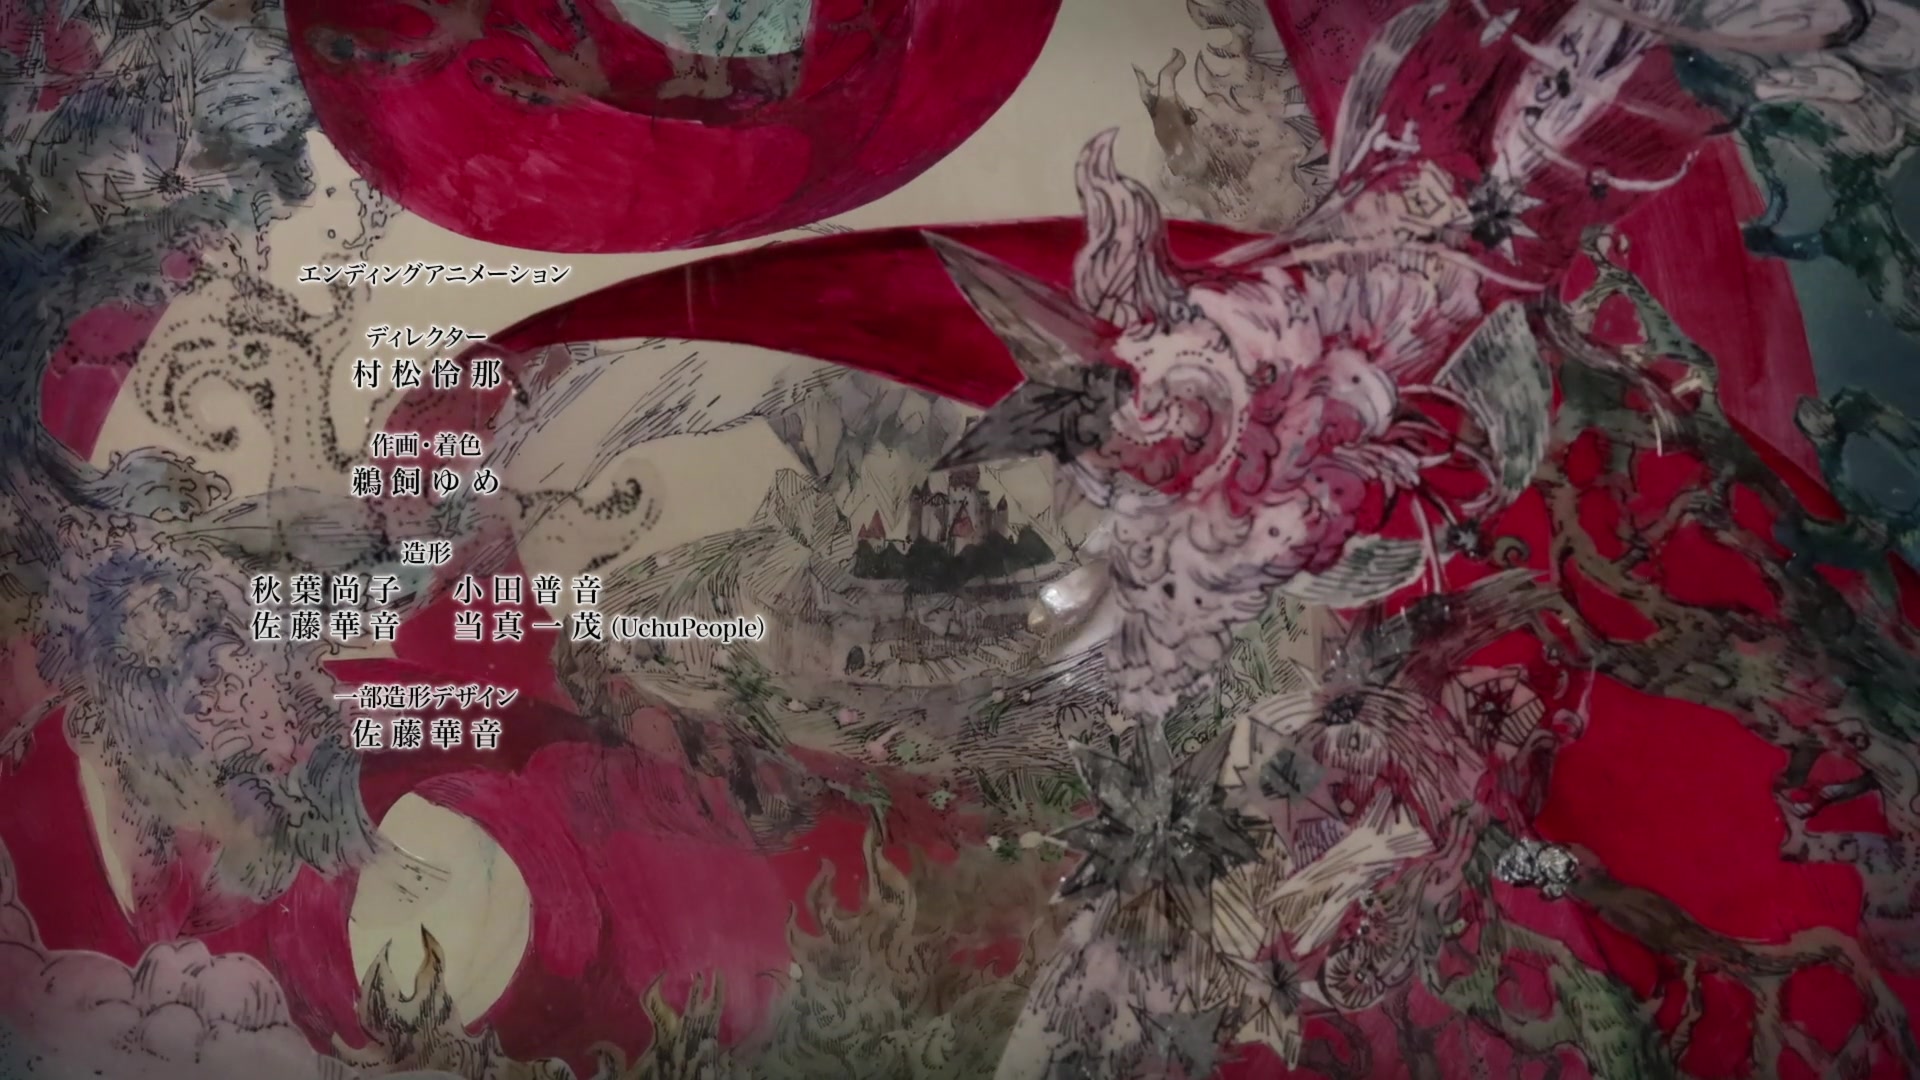 エンディングアニメーション
ディレクター
村松怜那
作画・着色
鵜飼ゆめ
造形
秋葉尚子 小田普音
佐藤華音 当真一茂(UchuPeople)
一部造形デザイン
佐藤華音